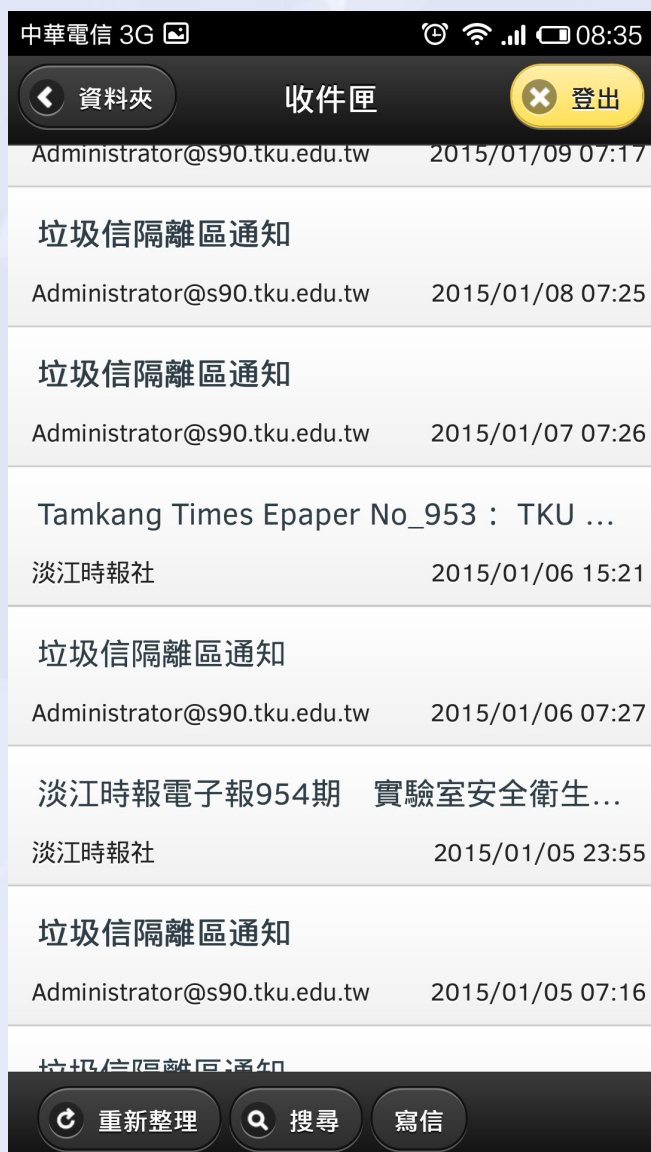 中華電信 3G 08:35
資料夾 收件匣 登出
Administrator@s90.tku.edu.tw 2015/01/09 07:17
垃圾信隔離區通知
Administrator@s90.tku.edu.tw 2015/01/08 07:25
垃圾信隔離區通知
Administrator@s90.tku.edu.tw 2015/01/07 07:26
Tamkang Times Epaper No_953： TKU ...
淡江時報社 2015/01/06 15:21
垃圾信隔離區通知
Administrator@s90.tku.edu.tw 2015/01/06 07:27
淡江時報電子報954期　實驗室安全衛生...
淡江時報社 2015/01/05 23:55
垃圾信隔離區通知
Administrator@s90.tku.edu.tw 2015/01/05 07:16
垃圾信隔離區通知
重新整理 搜尋 寫信